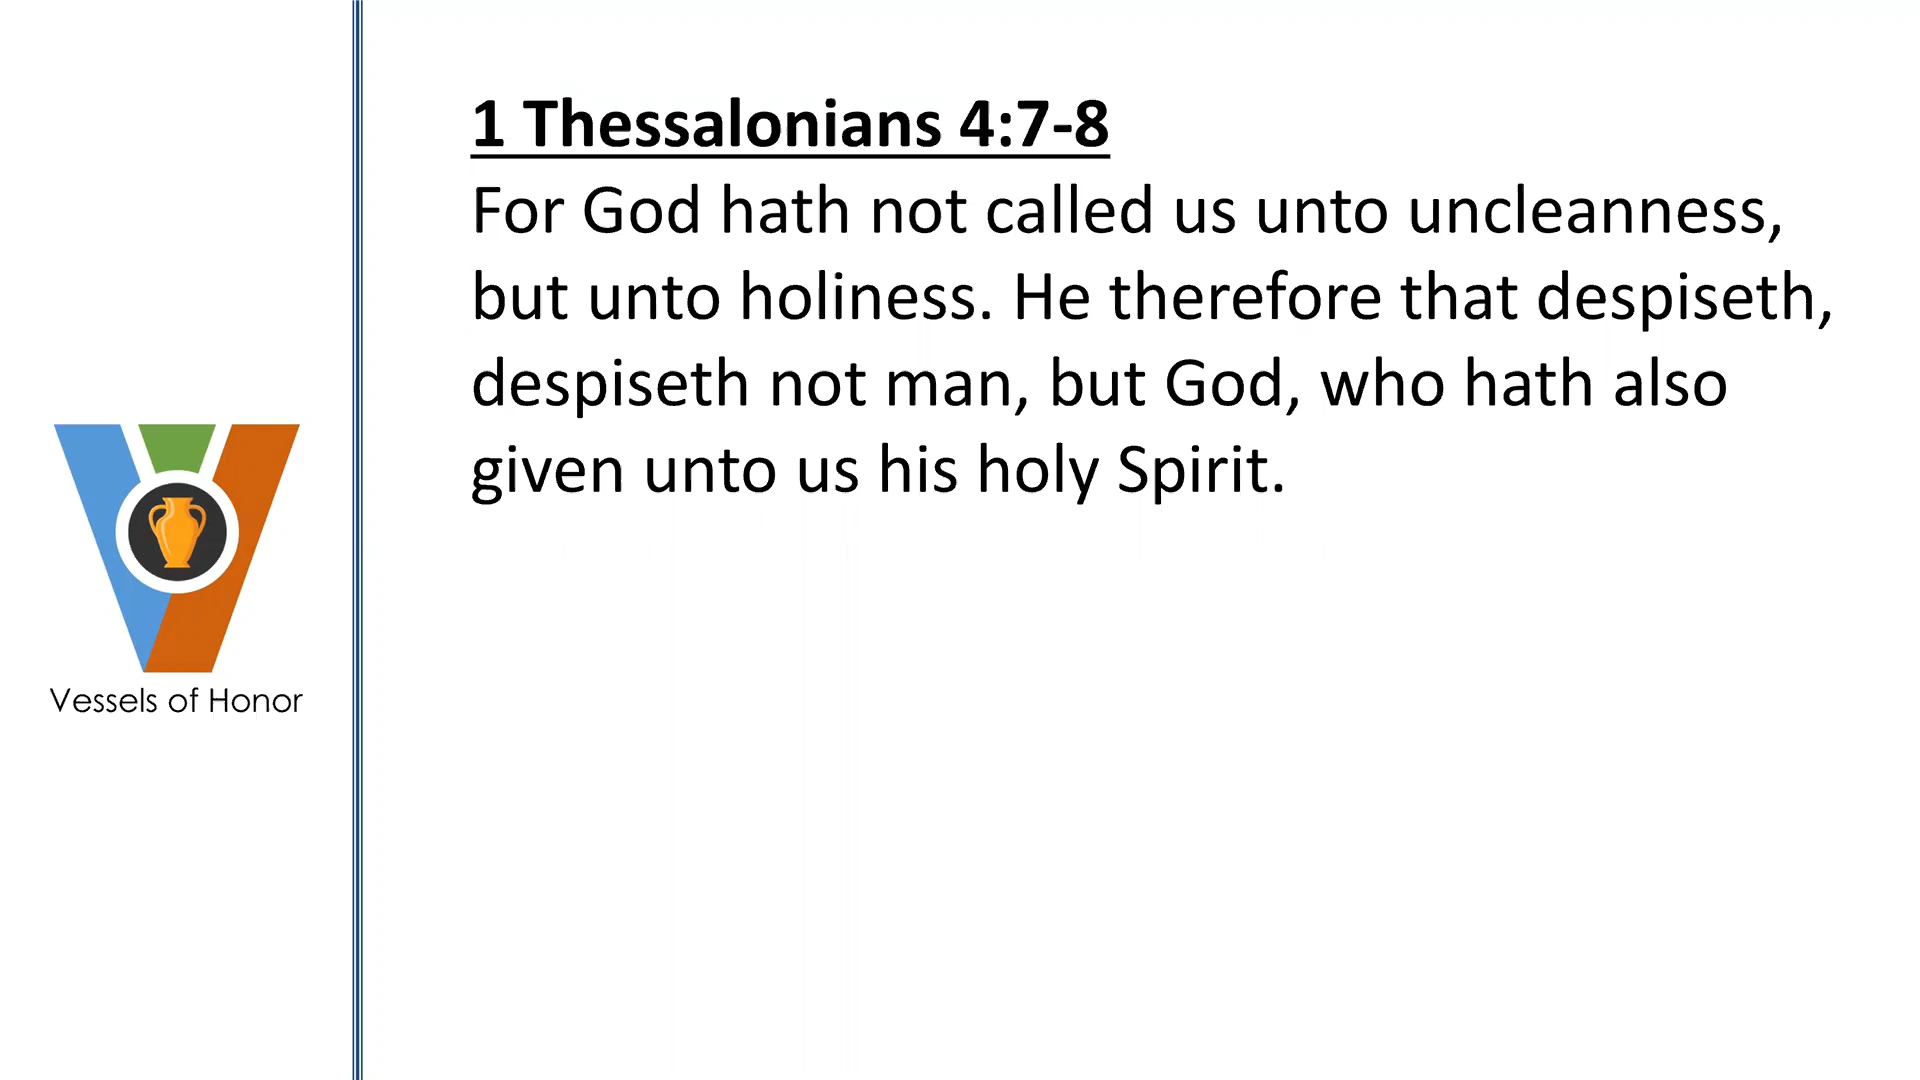 1 Thessalonians 4:7-8
For God hath not called us unto uncleanness,
but unto holiness. He therefore that despiseth,
despiseth not man, but God, who hath also
given unto us his holy Spirit.
Vessels of Honor